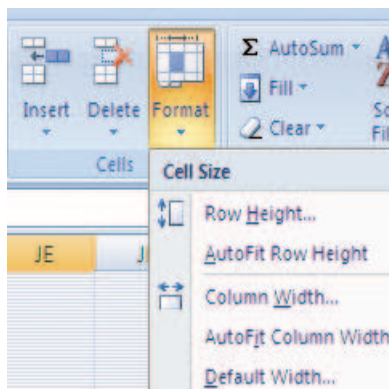 Σ AutoSum
Insert Delete Format
Fill
Clear
Cells
Cell Size
Row Height...
JE
AutoFit Row Height
Column Width...
AutoFit Column Width
Default Width...